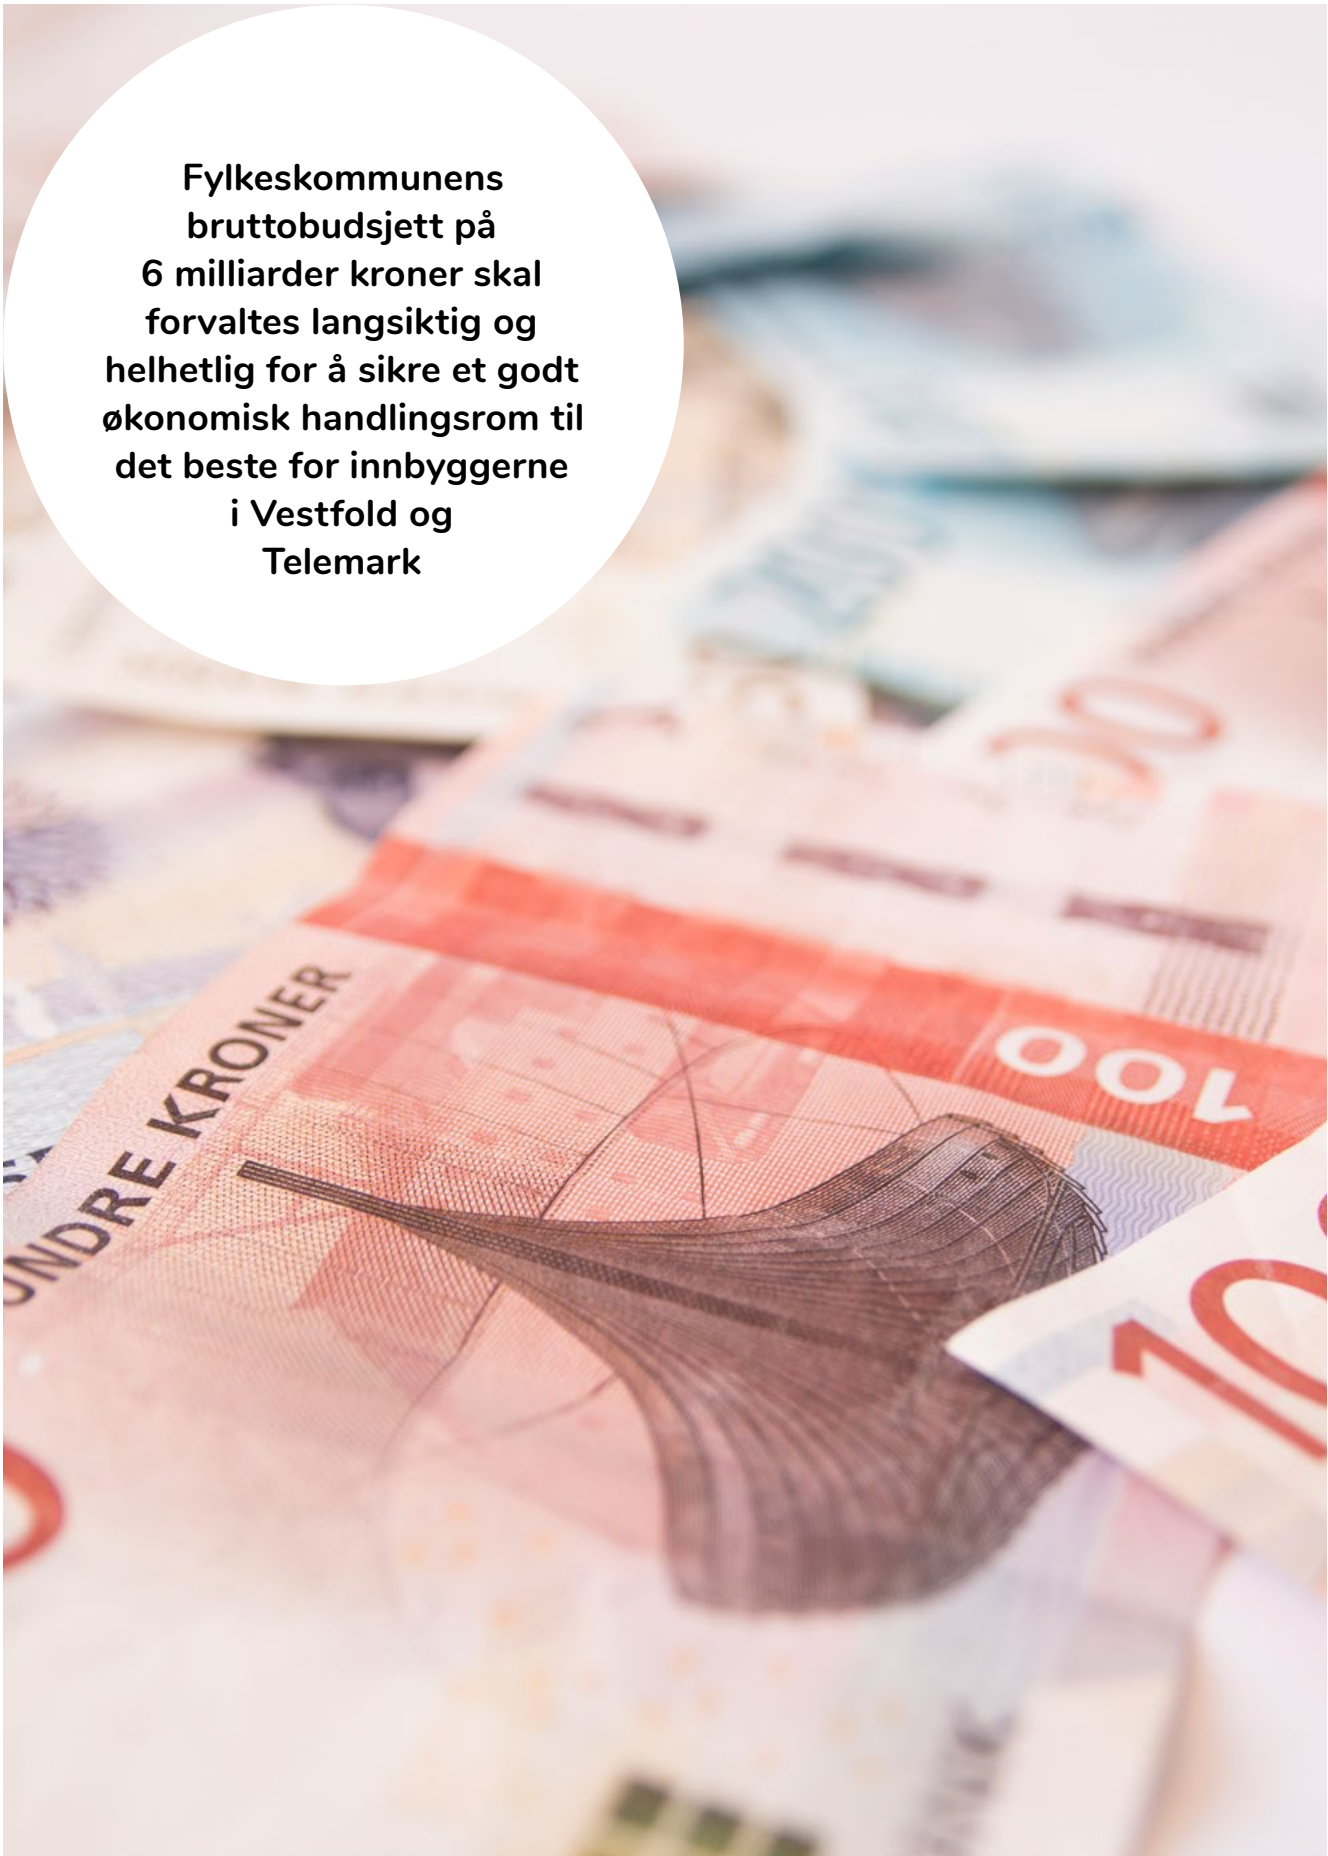 Fylkeskommunens
bruttobudsjett på
6 milliarder kroner skal
forvaltes langsiktig og
helhetlig for å sikre et godt
økonomisk handlingsrom til
det beste for innbyggerne
i Vestfold og
Telemark
KRONER
100